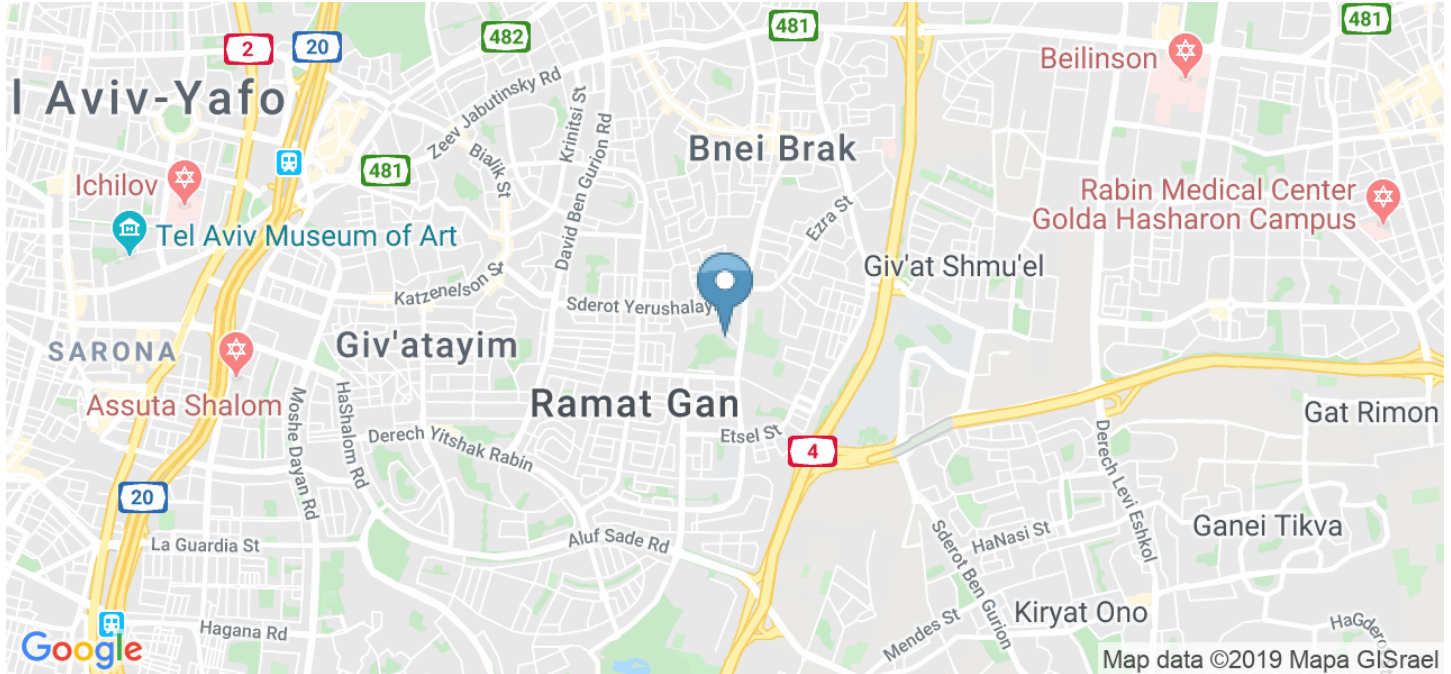 481
481
482
2
20
Beilinson
l Aviv-Yafo
Zeev Jabutinsky Rd
Krinitsi St
Bialik St
David Ben Gurion Rd
Bnei Brak
481
Ichilov
Rabin Medical Center
Golda Hasharon Campus
Tel Aviv Museum of Art
Ezra St
Giv'at Shmu'el
Katzenelson St
Sderot Yerushalay
SARONA
Giv'atayim
Assuta Shalom
Ramat Gan
Gat Rimon
Moshe Dayan Rd
HaShalom Rd
Derech Yitshak Rabin
Etsel St
4
Derech Levi Eshkol
20
Ganei Tikva
La Guardia St
Aluf Sade Rd
HaNasi St
Sderot Ben Gurion
Kiryat Ono
Hagana Rd
Mendes St
HaGdero
Google
Map data ©2019 Mapa GISrael